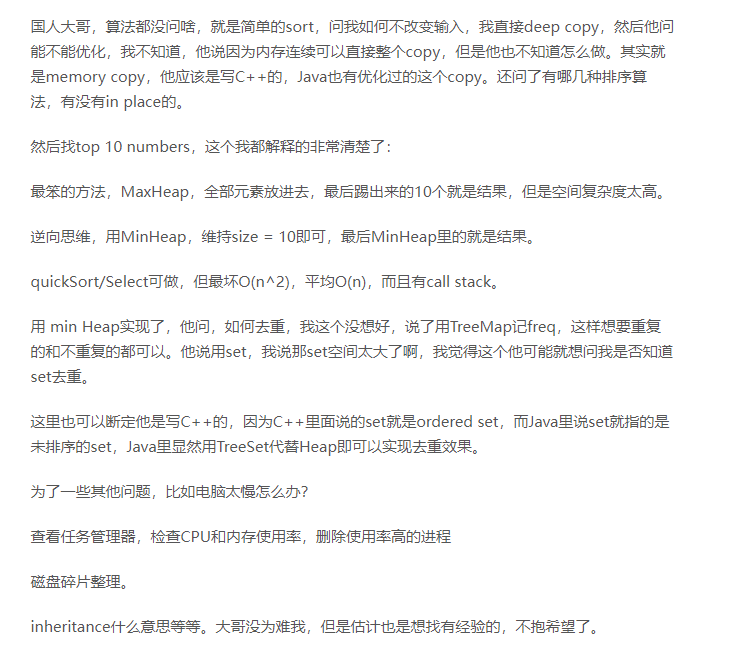 国人大哥，算法都没问啥，就是简单的sort，问我如何不改变输入，我直接deep copy，然后他问
能不能优化，我不知道，他说因为内存连续可以直接整个copy，但是他也不知道怎么做。其实就
是memory copy，他应该是写C++的，Java也有优化过的这个copy。还问了有哪几种排序算
法，有没有in place的。
然后找top 10 numbers，这个我都解释的非常清楚了：
最笨的方法，MaxHeap，全部元素放进去，最后踢出来的10个就是结果，但是空间复杂度太高。
逆向思维，用MinHeap，维持size = 10即可，最后MinHeap里的就是结果。
quickSort/Select可做，但最坏O(n^2)，平均O(n)，而且有call stack。
用 min Heap实现了，他问，如何去重，我这个没想好，说了用TreeMap记freq，这样想要重复
的和不重复的都可以。他说用set，我说那set空间太大了啊，我觉得这个他可能就想问我是否知道
set去重。
这里也可以断定他是写C++的，因为C++里面说的set就是ordered set，而Java里说set就指的是
未排序的set，Java里显然用TreeSet代替Heap即可以实现去重效果。
为了一些其他问题，比如电脑太慢怎么办？
查看任务管理器，检查CPU和内存使用率，删除使用率高的进程
磁盘碎片整理。
inheritance什么意思等等。大哥没为难我，但是估计也是想找有经验的，不抱希望了。